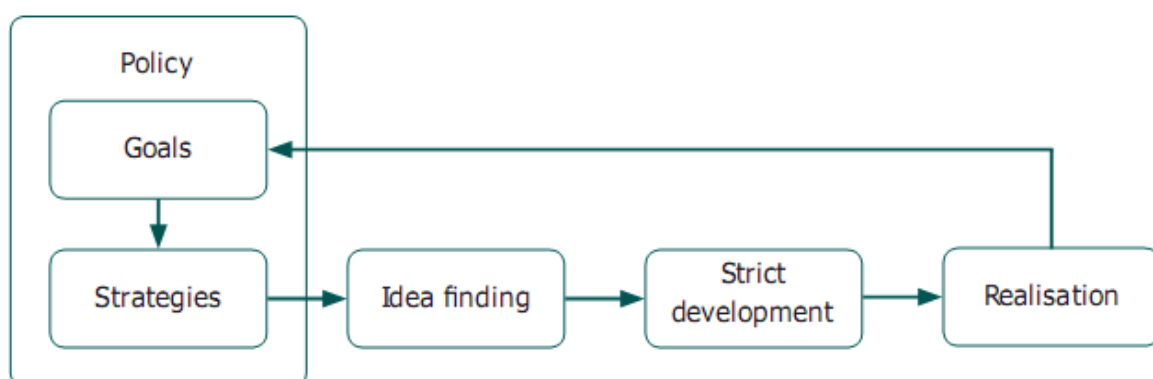 Policy
Goals
Strategies
Idea finding
Strict
development
Realisation